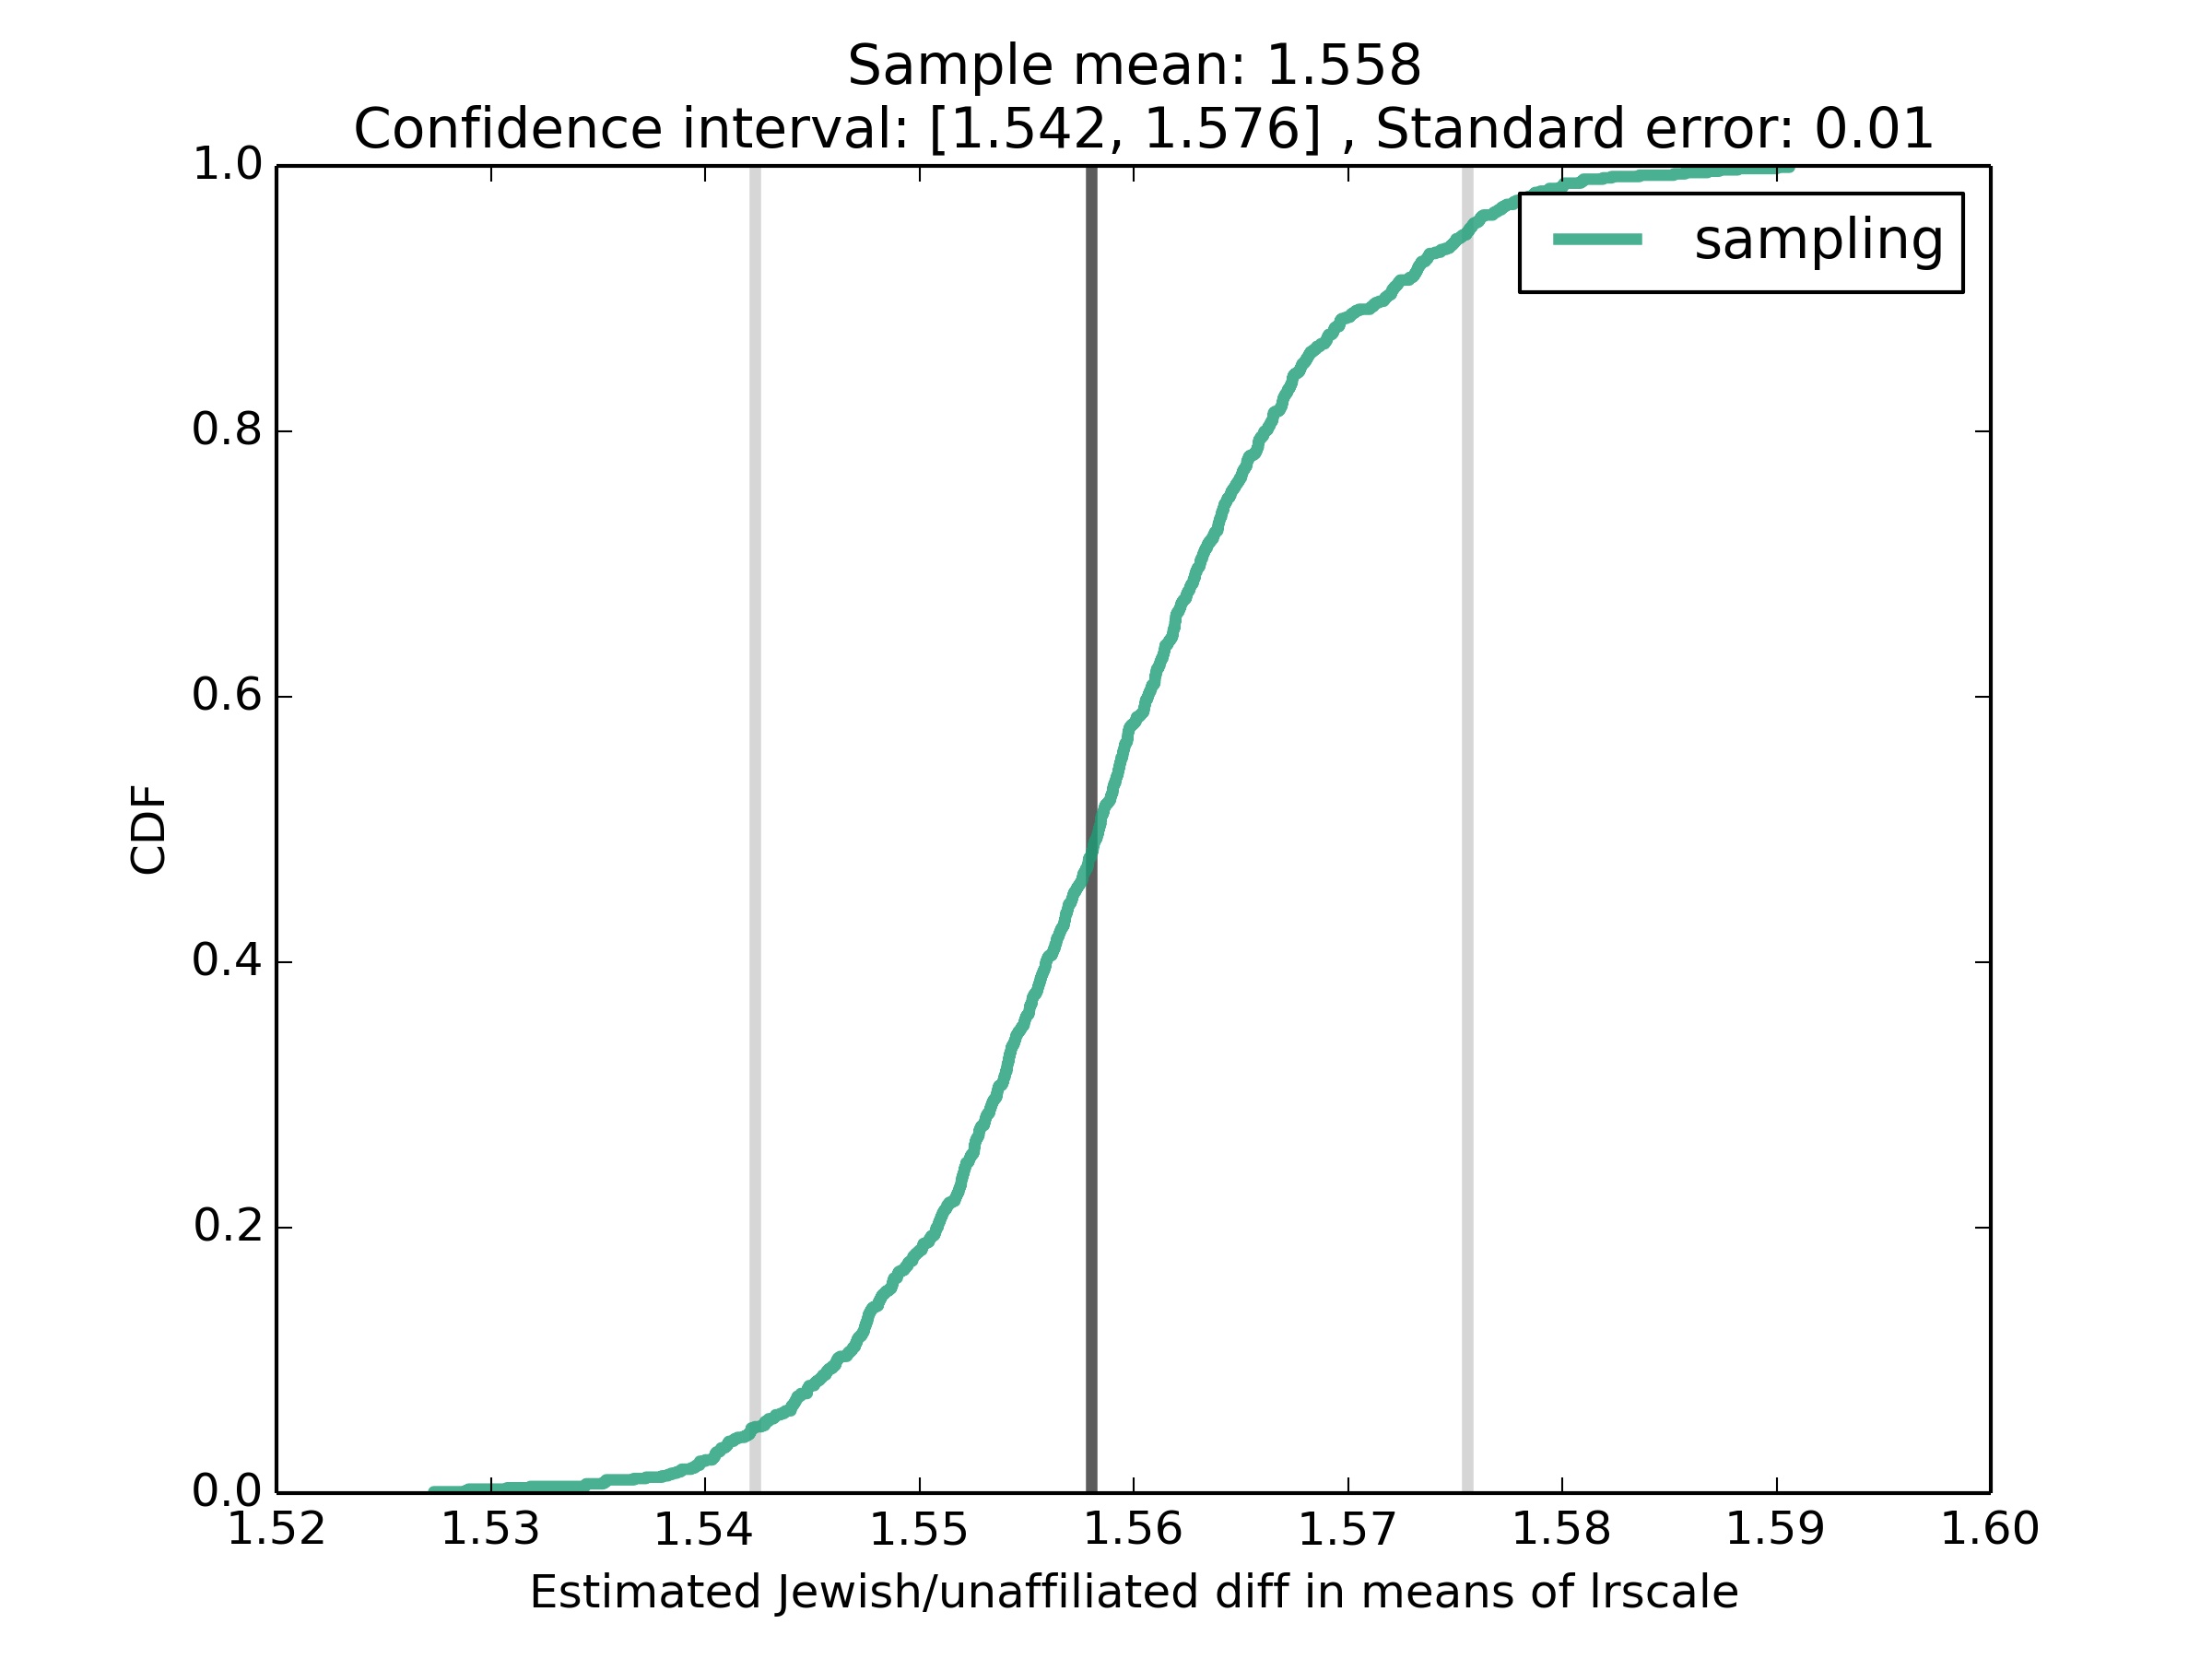 Sample mean: 1.558
Confidence interval: [1.542, 1.576] , Standard error: 0.01
1.0
0.8
0.6
0.4
0.2
0.0
CDF
sampling
1.52 1.53 1.54 1.55 1.56 1.57 1.58 1.59 1.60
Estimated Jewish/unaffiliated diff in means of lrscale